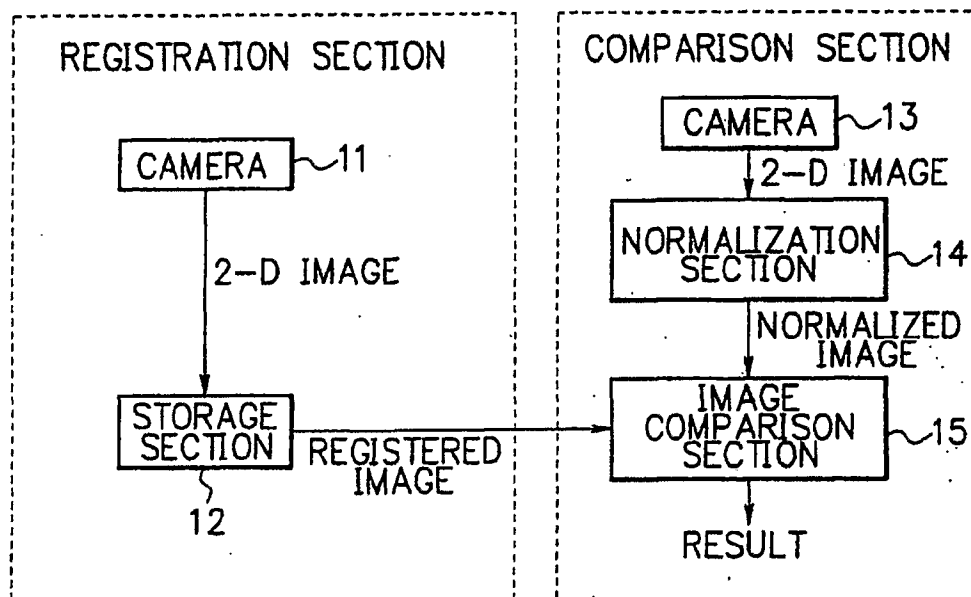 REGISTRATION SECTION
CAMERA
11
2-D IMAGE
STORAGE
SECTION
12
REGISTERED
IMAGE
COMPARISON SECTION
CAMERA
13
2-D IMAGE
NORMALIZATION
SECTION
14
NORMALIZED
IMAGE
IMAGE
COMPARISON
SECTION
15
RESULT